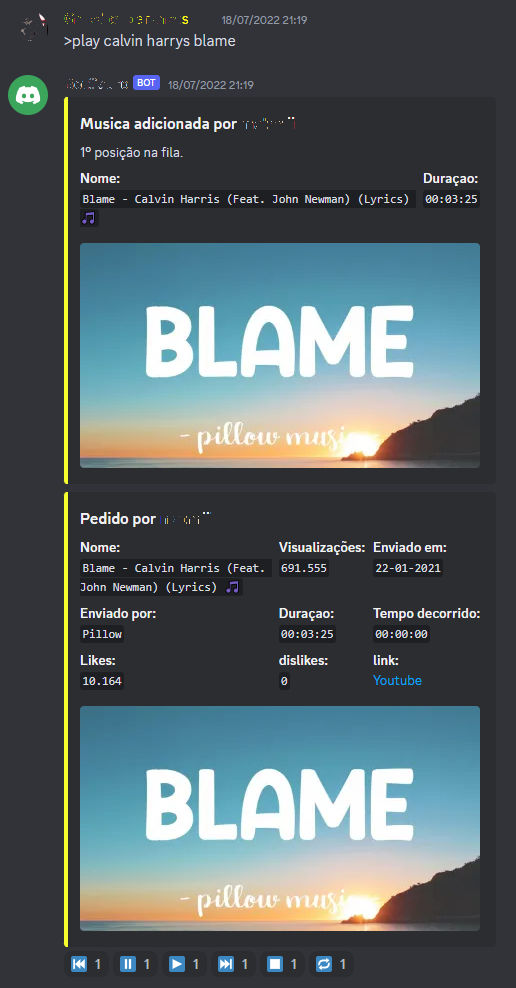 18/07/2022 21:19
>play calvin harrys blame
BOT 18/07/2022 21:19
Musica adicionada por
1º posição na fila.
Nome: Duraçao:
Blame - Calvin Harris (Feat. John Newman) (Lyrics) 00:03:25
🎵
BLAME
- pillow musi
Pedido por
Nome: Visualizações: Enviado em:
Blame - Calvin Harris (Feat. 691.555 22-01-2021
John Newman) (Lyrics) 🎵
Enviado por: Duraçao: Tempo decorrido:
Pillow 00:03:25 00:00:00
Likes: dislikes: link:
10.164 0 Youtube
BLAME
- pillow musi
1 1 1 1 1 1